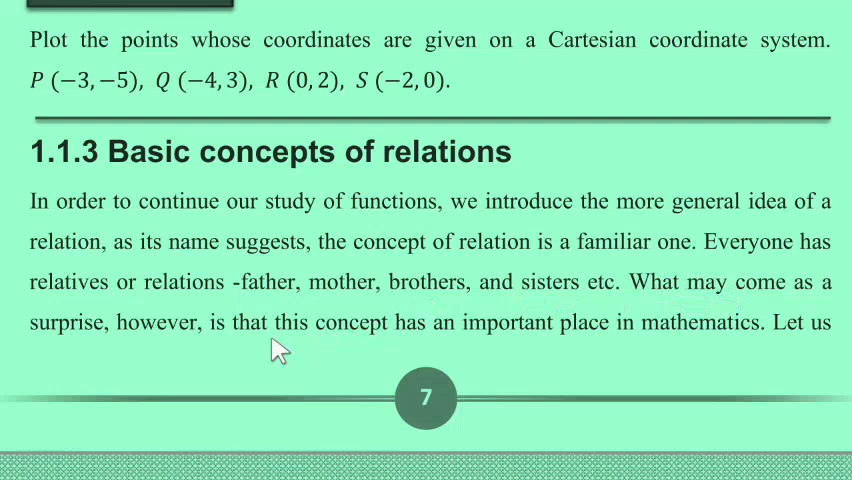 Plot the points whose coordinates are given on a Cartesian coordinate system.
P (−3, −5), Q (−4, 3), R (0, 2), S (−2, 0).
1.1.3 Basic concepts of relations
In order to continue our study of functions, we introduce the more general idea of a
relation, as its name suggests, the concept of relation is a familiar one. Everyone has
relatives or relations -father, mother, brothers, and sisters etc. What may come as a
surprise, however, is that this concept has an important place in mathematics. Let us
7